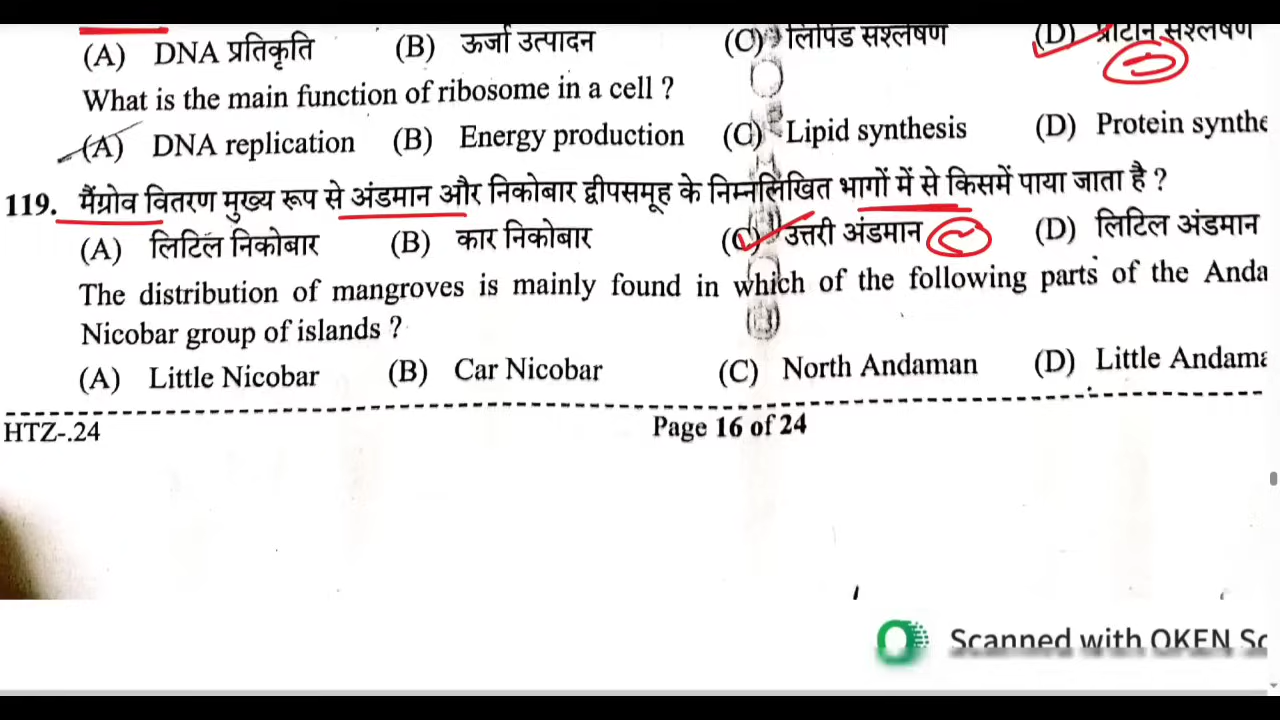 (A) DNA प्रतिकृति (B) ऊर्जा उत्पादन (C) लिपिड संश्लेषण (D) प्रोटीन संश्लेषण
What is the main function of ribosome in a cell ?
(A) DNA replication (B) Energy production (C) Lipid synthesis (D) Protein synthe
119. मैंग्रोव वितरण मुख्य रूप से अंडमान और निकोबार द्वीपसमूह के निम्नलिखित भागों में से किसमें पाया जाता है ?
(A) लिटिल निकोबार (B) कार निकोबार (C) उत्तरी अंडमान (D) लिटिल अंडमान
The distribution of mangroves is mainly found in which of the following parts of the Anda
Nicobar group of islands ?
(A) Little Nicobar (B) Car Nicobar (C) North Andaman (D) Little Andama
HTZ-.24 Page 16 of 24
Scanned with OKEN Sc